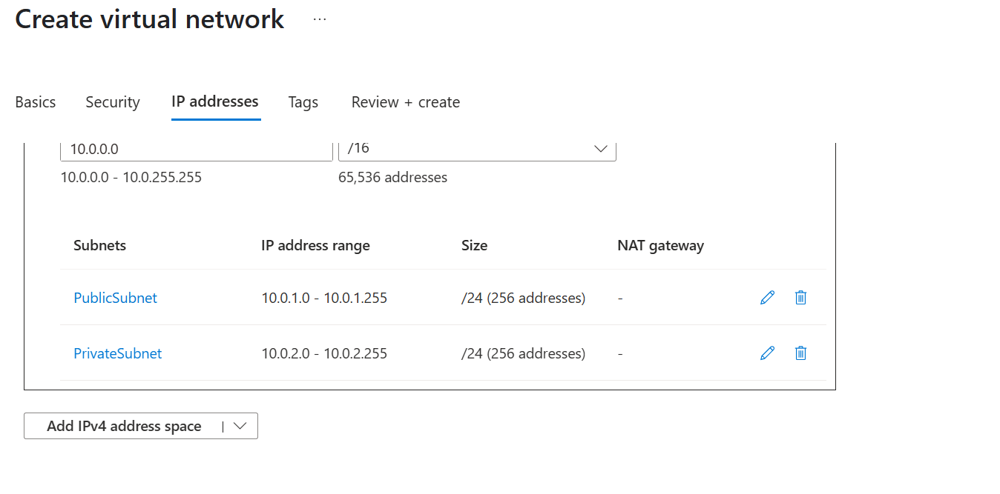 Create virtual network ...
Basics Security IP addresses Tags Review + create
10.0.0.0 /16
10.0.0.0 - 10.0.255.255 65,536 addresses
Subnets IP address range Size NAT gateway
PublicSubnet 10.0.1.0 - 10.0.1.255 /24 (256 addresses) -
PrivateSubnet 10.0.2.0 - 10.0.2.255 /24 (256 addresses) -
Add IPv4 address space |